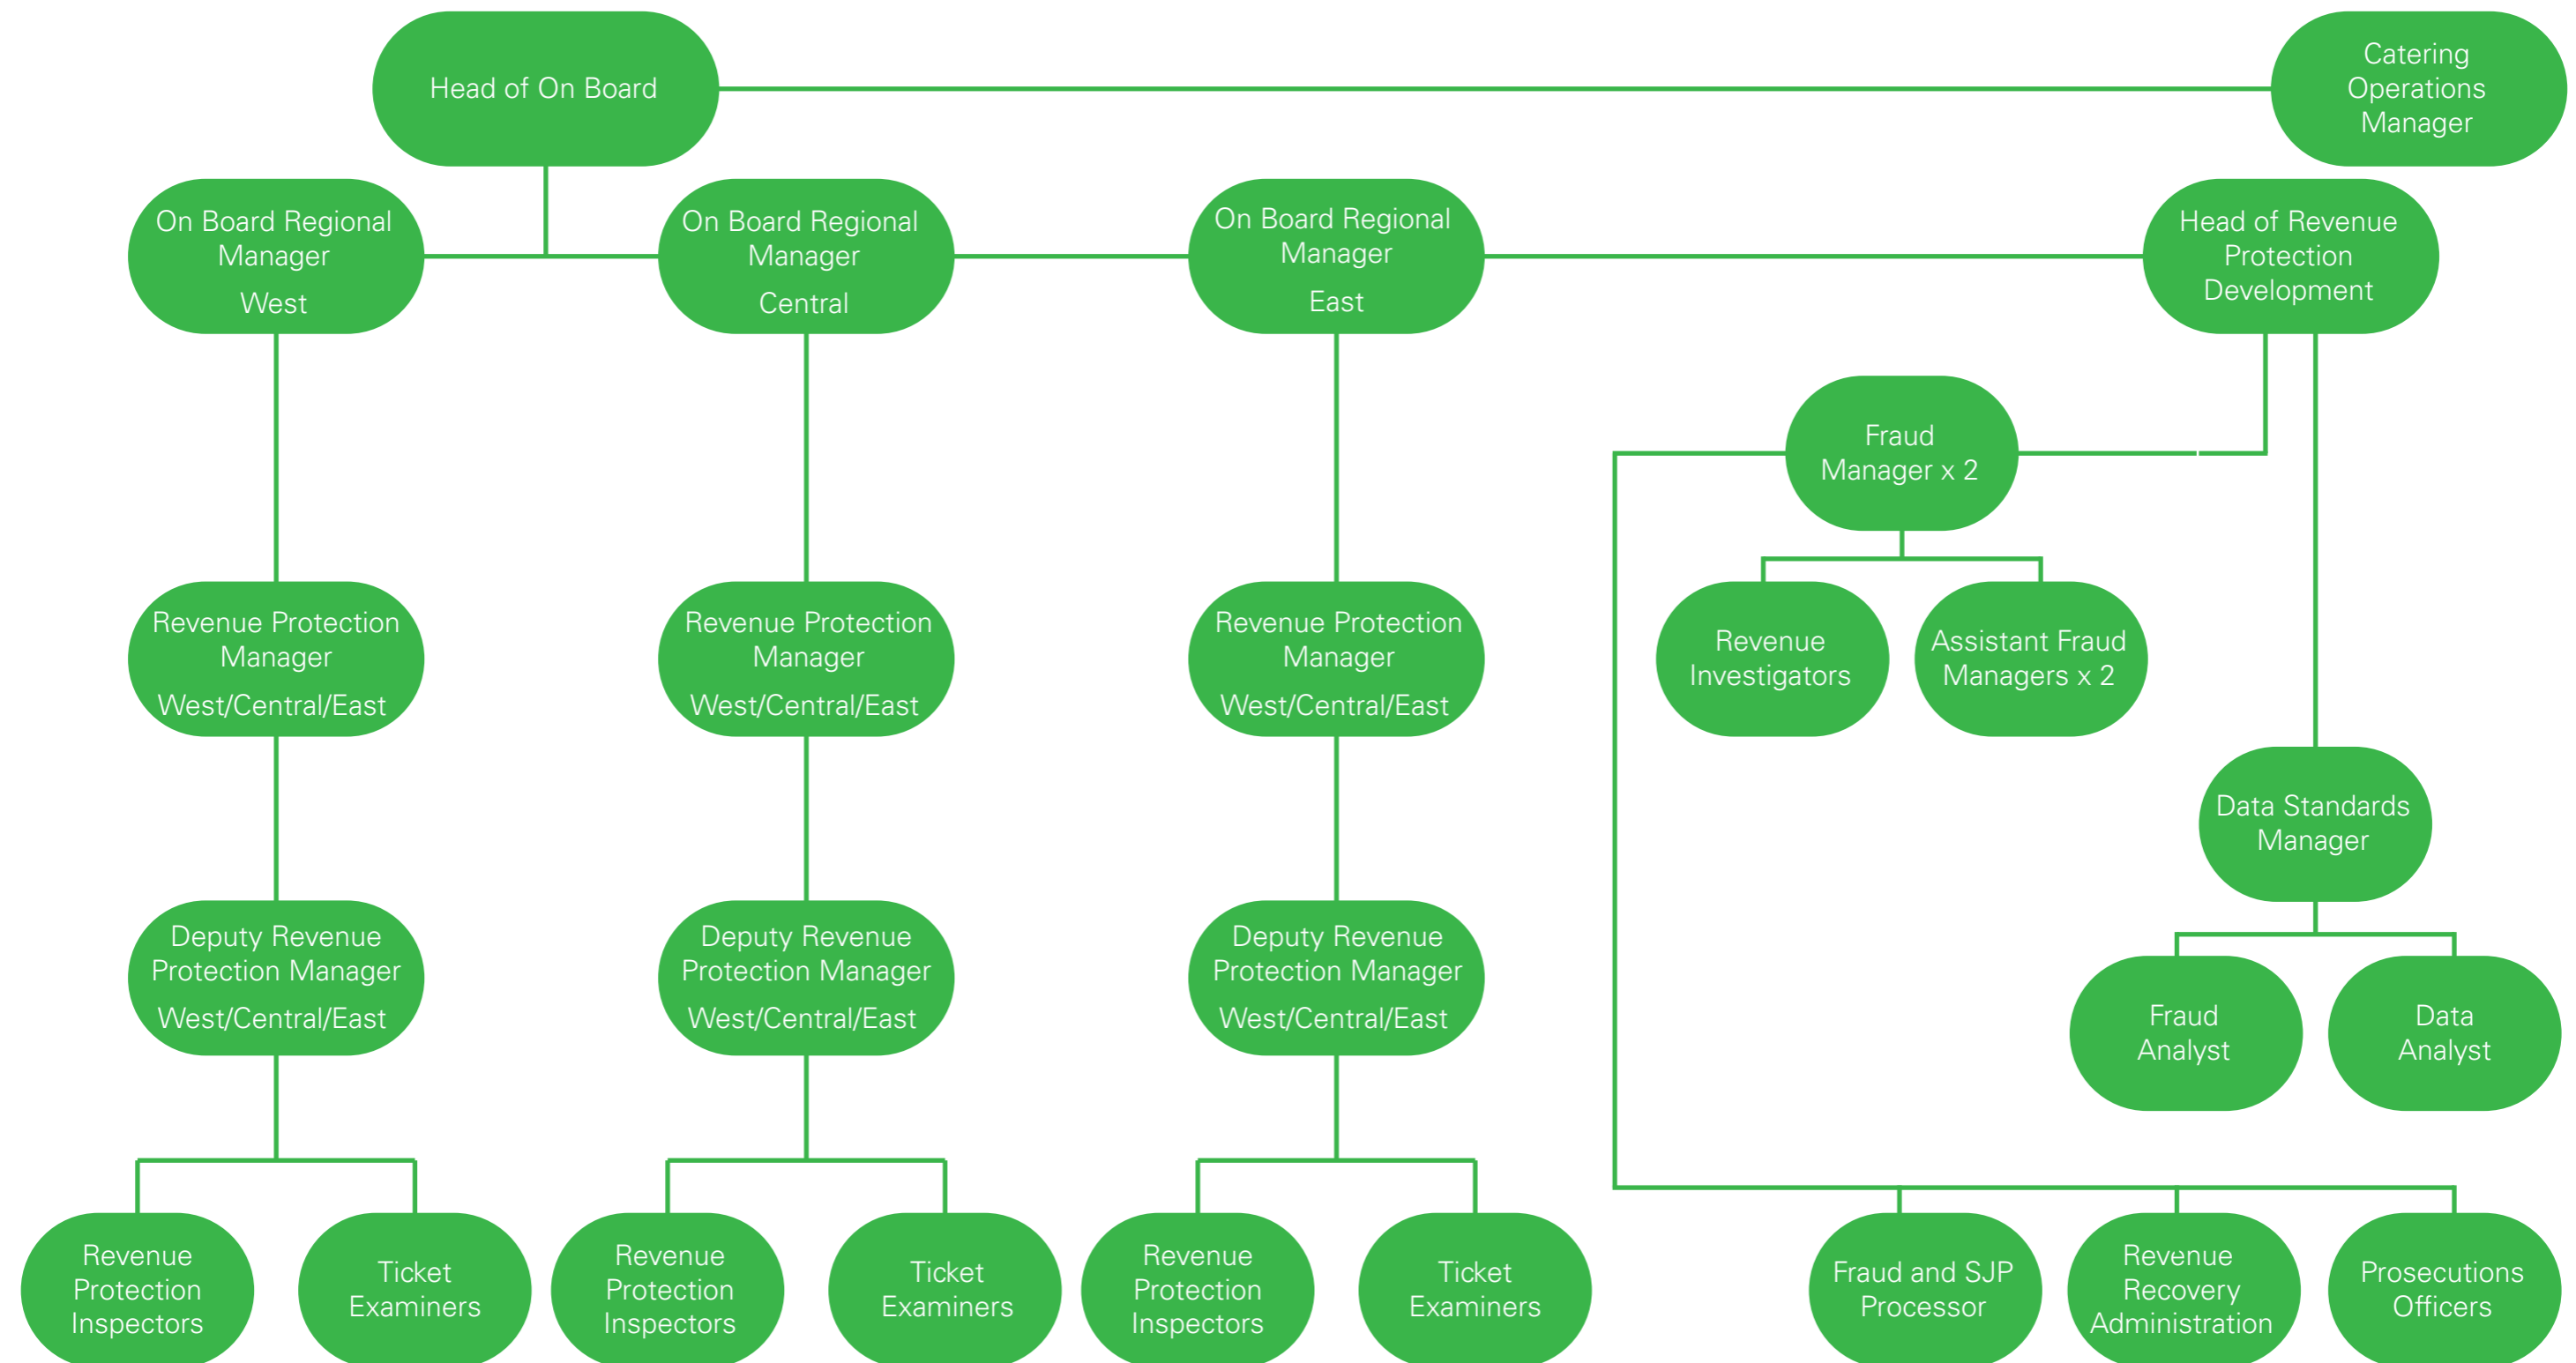 Head of On Board
Catering
Operations
Manager
On Board Regional
Manager
West
On Board Regional
Manager
Central
On Board Regional
Manager
East
Head of Revenue
Protection
Development
Fraud
Manager x 2
Revenue Protection
Manager
West/Central/East
Revenue Protection
Manager
West/Central/East
Revenue Protection
Manager
West/Central/East
Revenue
Investigators
Assistant Fraud
Managers x 2
Data Standards
Manager
Deputy Revenue
Protection Manager
West/Central/East
Deputy Revenue
Protection Manager
West/Central/East
Deputy Revenue
Protection Manager
West/Central/East
Fraud
Analyst
Data
Analyst
Revenue
Protection
Inspectors
Ticket
Examiners
Revenue
Protection
Inspectors
Ticket
Examiners
Revenue
Protection
Inspectors
Ticket
Examiners
Fraud and SJP
Processor
Revenue
Recovery
Administration
Prosecutions
Officers